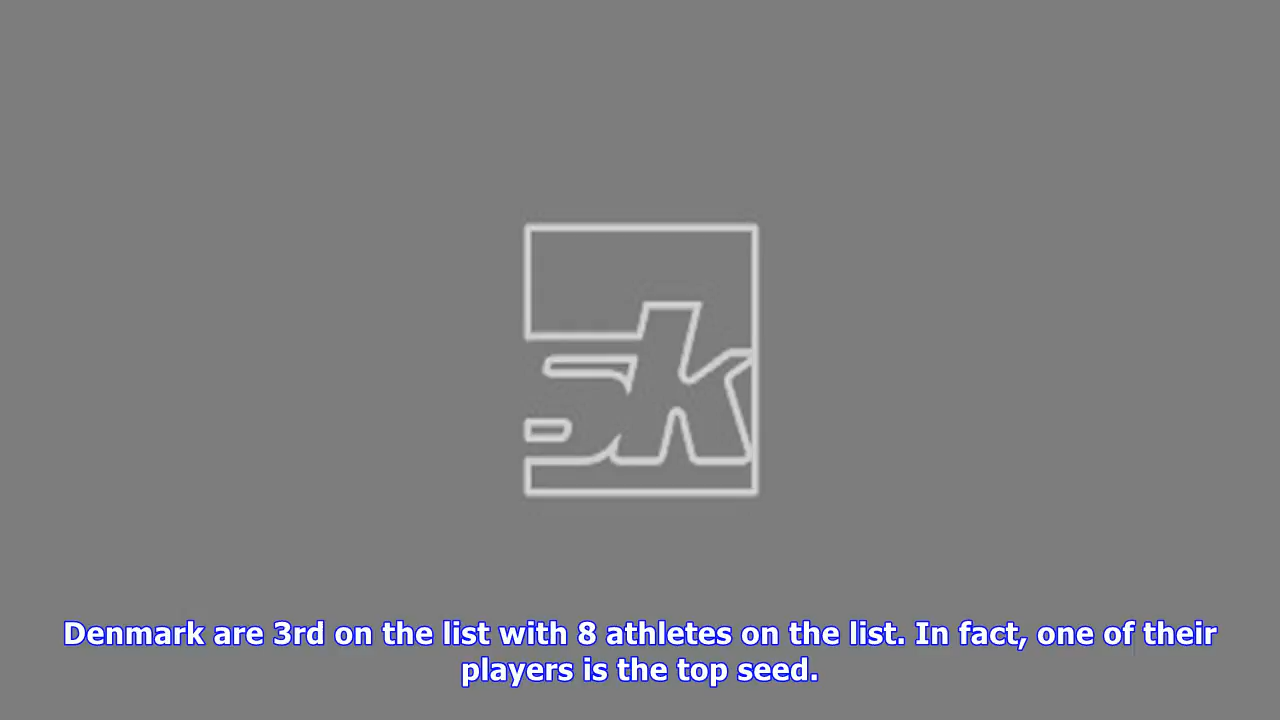 sk
Denmark are 3rd on the list with 8 athletes on the list. In fact, one of their
players is the top seed.